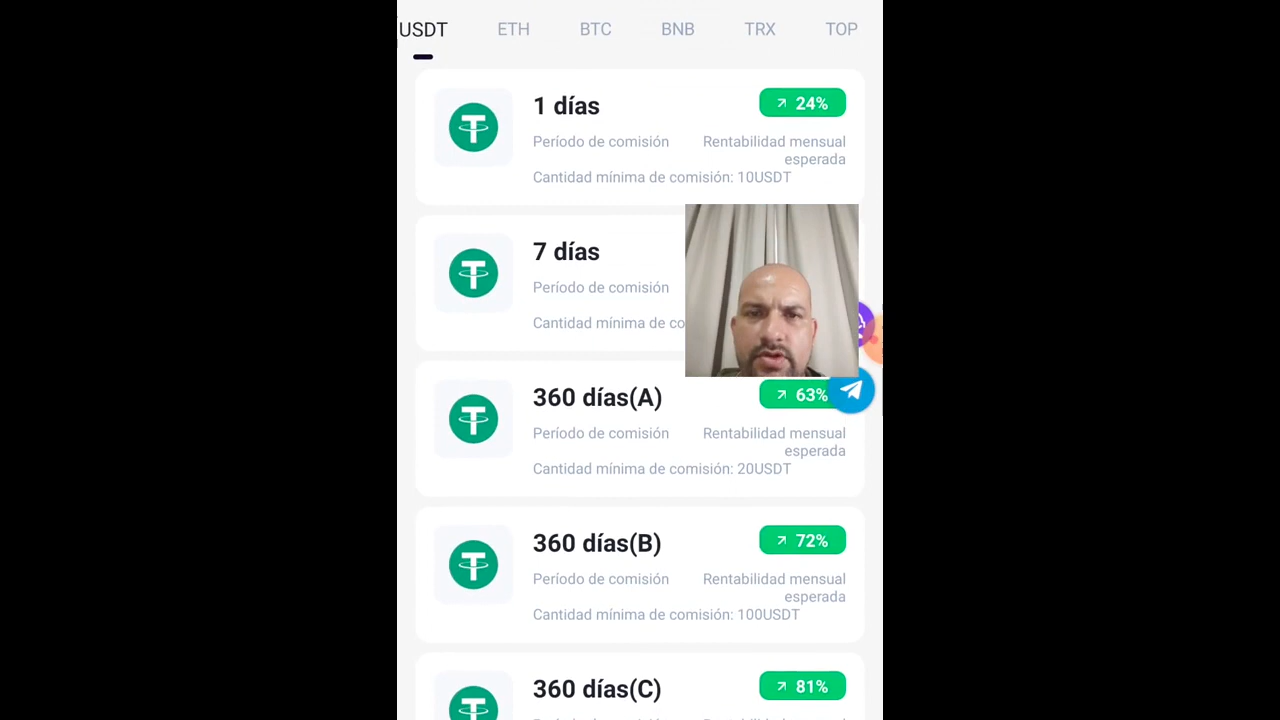 USDT ETH BTC BNB TRX TOP
1 días 24%
Período de comisión Rentabilidad mensual
esperada
Cantidad mínima de comisión: 10USDT
7 días
Período de comisión
Cantidad mínima de
360 días(A) 63%
Período de comisión Rentabilidad mensual
esperada
Cantidad mínima de comisión: 20USDT
360 días(B) 72%
Período de comisión Rentabilidad mensual
esperada
Cantidad mínima de comisión: 100USDT
360 días(C) 81%